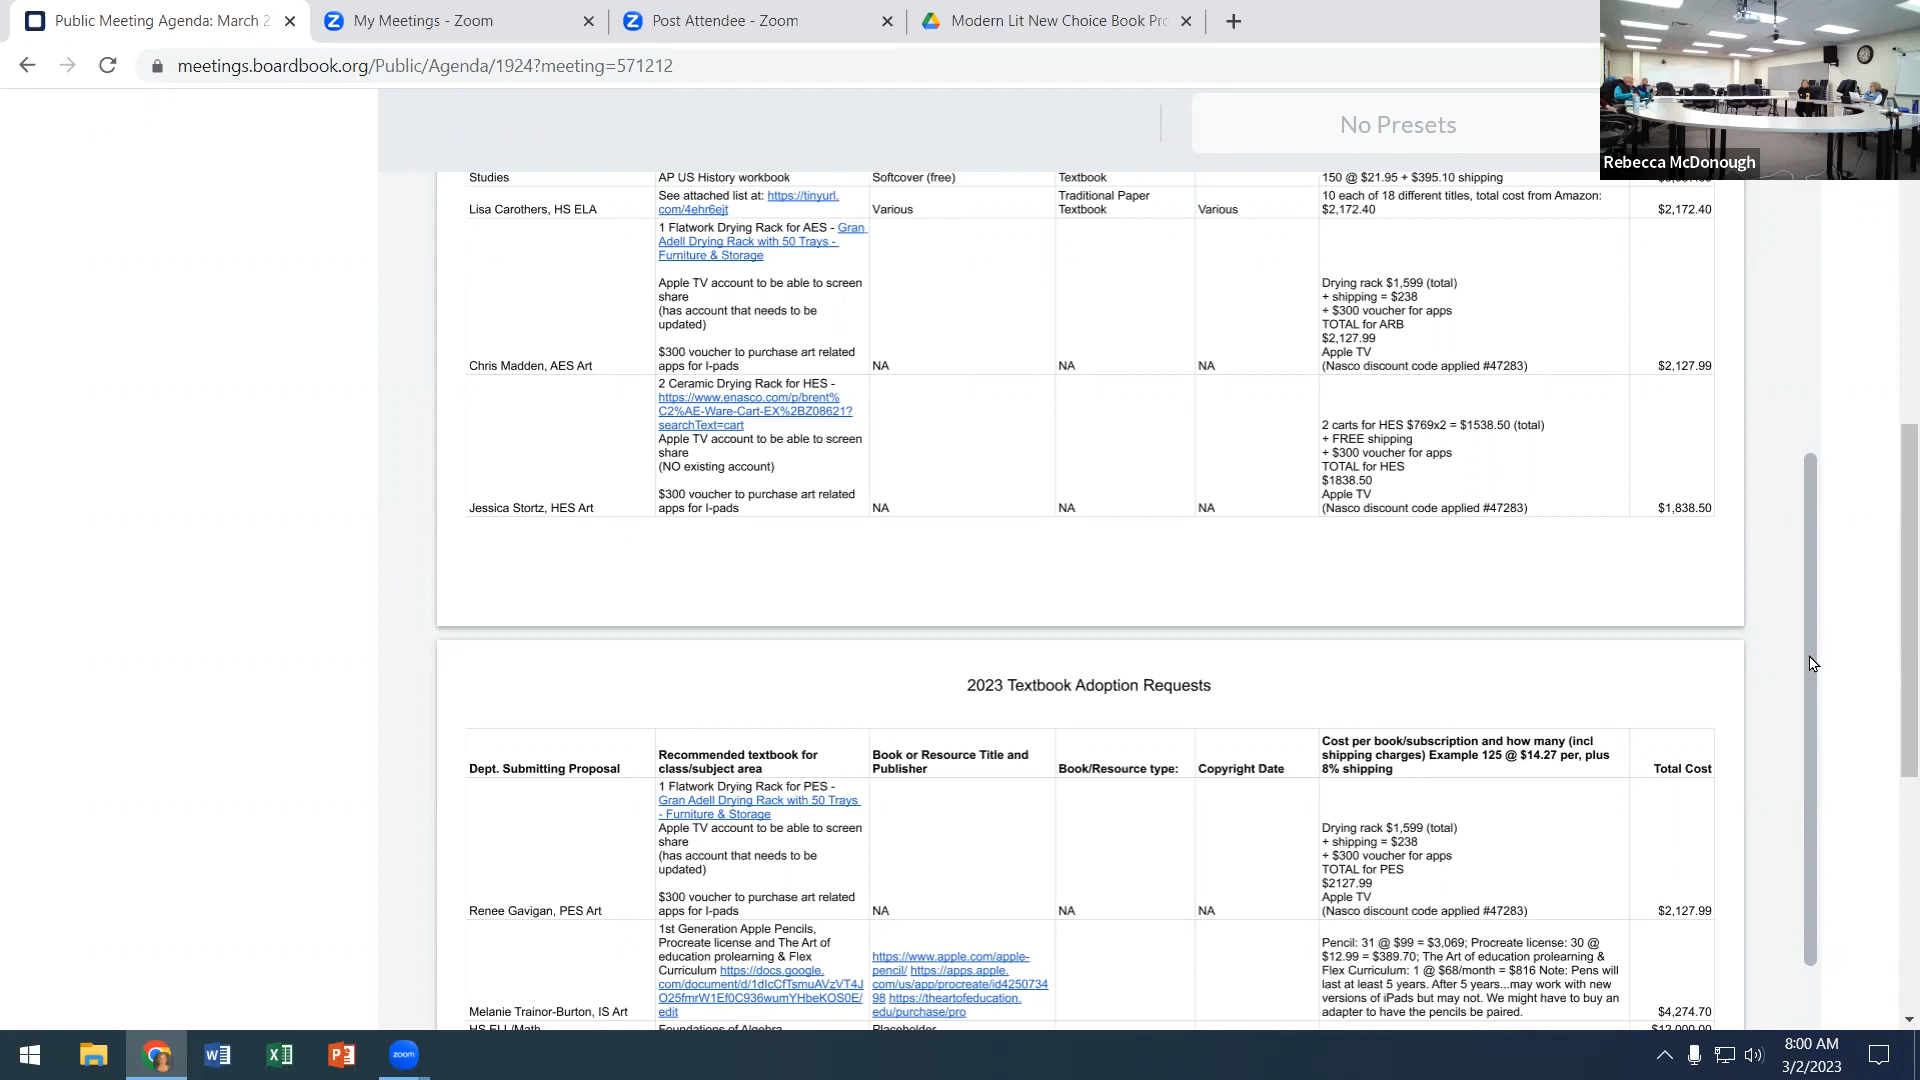 Public Meeting Agenda: March 2
My Meetings - Zoom
Post Attendee - Zoom
Modern Lit New Choice Book Pro
meetings.boardbook.org/Public/Agenda/1924?meeting=571212
No Presets
Rebecca McDonough
Studies
AP US History workbook
Softcover (free)
Textbook
150 @ $21.95 + $395.10 shipping
Lisa Carothers, HS ELA
See attached list at: https://tinyurl.
com/4ehr6ejt
Various
Traditional Paper
Textbook
Various
10 each of 18 different titles, total cost from Amazon:
$2,172.40
$2,172.40
Chris Madden, AES Art
1 Flatwork Drying Rack for AES - Gran
Adell Drying Rack with 50 Trays -
Furniture & Storage
Apple TV account to be able to screen
share
(has account that needs to be
updated)
$300 voucher to purchase art related
apps for I-pads
NA
NA
NA
Drying rack $1,599 (total)
+ shipping = $238
+ $300 voucher for apps
TOTAL for ARB
$2,127.99
Apple TV
(Nasco discount code applied #47283)
$2,127.99
Jessica Stortz, HES Art
2 Ceramic Drying Rack for HES -
https://www.enasco.com/p/brent%
C2%AE-Ware-Cart-EX%2BZ08621?
searchText=cart
Apple TV account to be able to screen
share
(NO existing account)
$300 voucher to purchase art related
apps for I-pads
NA
NA
NA
2 carts for HES $769x2 = $1538.50 (total)
+ FREE shipping
+ $300 voucher for apps
TOTAL for HES
$1838.50
Apple TV
(Nasco discount code applied #47283)
$1,838.50
2023 Textbook Adoption Requests
Dept. Submitting Proposal
Recommended textbook for
class/subject area
Book or Resource Title and
Publisher
Book/Resource type:
Copyright Date
Cost per book/subscription and how many (incl
shipping charges) Example 125 @ $14.27 per, plus
8% shipping
Total Cost
Renee Gavigan, PES Art
1 Flatwork Drying Rack for PES -
Gran Adell Drying Rack with 50 Trays
- Furniture & Storage
Apple TV account to be able to screen
share
(has account that needs to be
updated)
$300 voucher to purchase art related
apps for I-pads
NA
NA
NA
Drying rack $1,599 (total)
+ shipping = $238
+ $300 voucher for apps
TOTAL for PES
$2127.99
Apple TV
(Nasco discount code applied #47283)
$2,127.99
Melanie Trainor-Burton, IS Art
1st Generation Apple Pencils,
Procreate license and The Art of
education prolearning & Flex
Curriculum https://docs.google.
com/document/d/1dIcCfTsmuAVzVT4J
O25fmrW1Ef0C936wumYHbeKOS0E/
edit
https://www.apple.com/apple-
pencil/ https://apps.apple.
com/us/app/procreate/id4250734
98 https://theartofeducation.
edu/purchase/pro
Pencil: 31 @ $99 = $3,069; Procreate license: 30 @
$12.99 = $389.70; The Art of education prolearning &
Flex Curriculum: 1 @ $68/month = $816 Note: Pens will
last at least 5 years. After 5 years...may work with new
versions of iPads but may not. We might have to buy an
adapter to have the pencils be paired.
$4,274.70
HS ELL/Math
Foundations of Algebra
Placeholder
$12,000.00
zoom
8:00 AM
3/2/2023